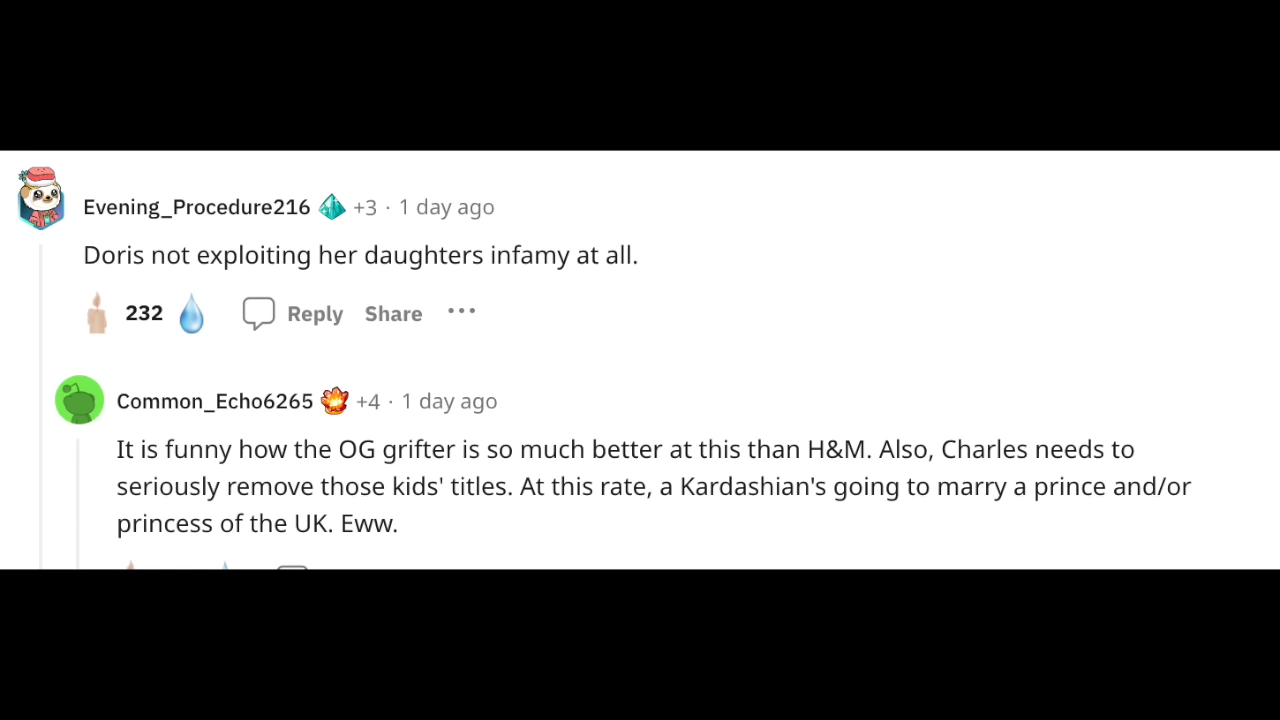 Evening_Procedure216 +3 · 1 day ago
Doris not exploiting her daughters infamy at all.
232 Reply Share ···
Common_Echo6265 +4 · 1 day ago
It is funny how the OG grifter is so much better at this than H&M. Also, Charles needs to
seriously remove those kids' titles. At this rate, a Kardashian's going to marry a prince and/or
princess of the UK. Eww.